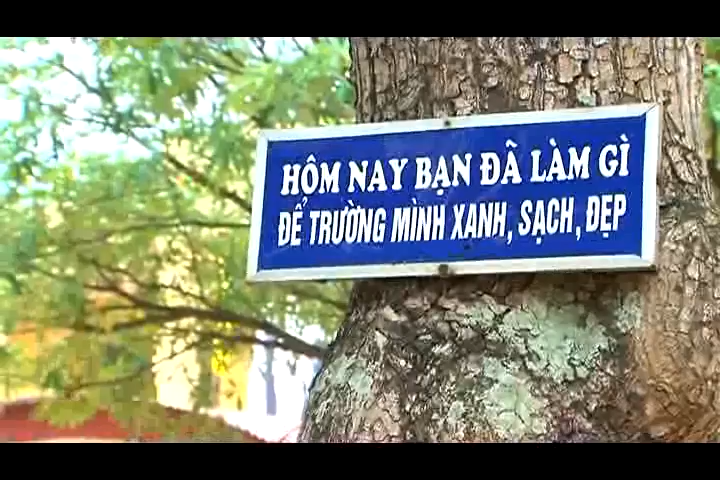 HÔM NAY BẠN ĐÃ LÀM GÌ
ĐỂ TRƯỜNG MÌNH XANH, SẠCH, ĐẸP